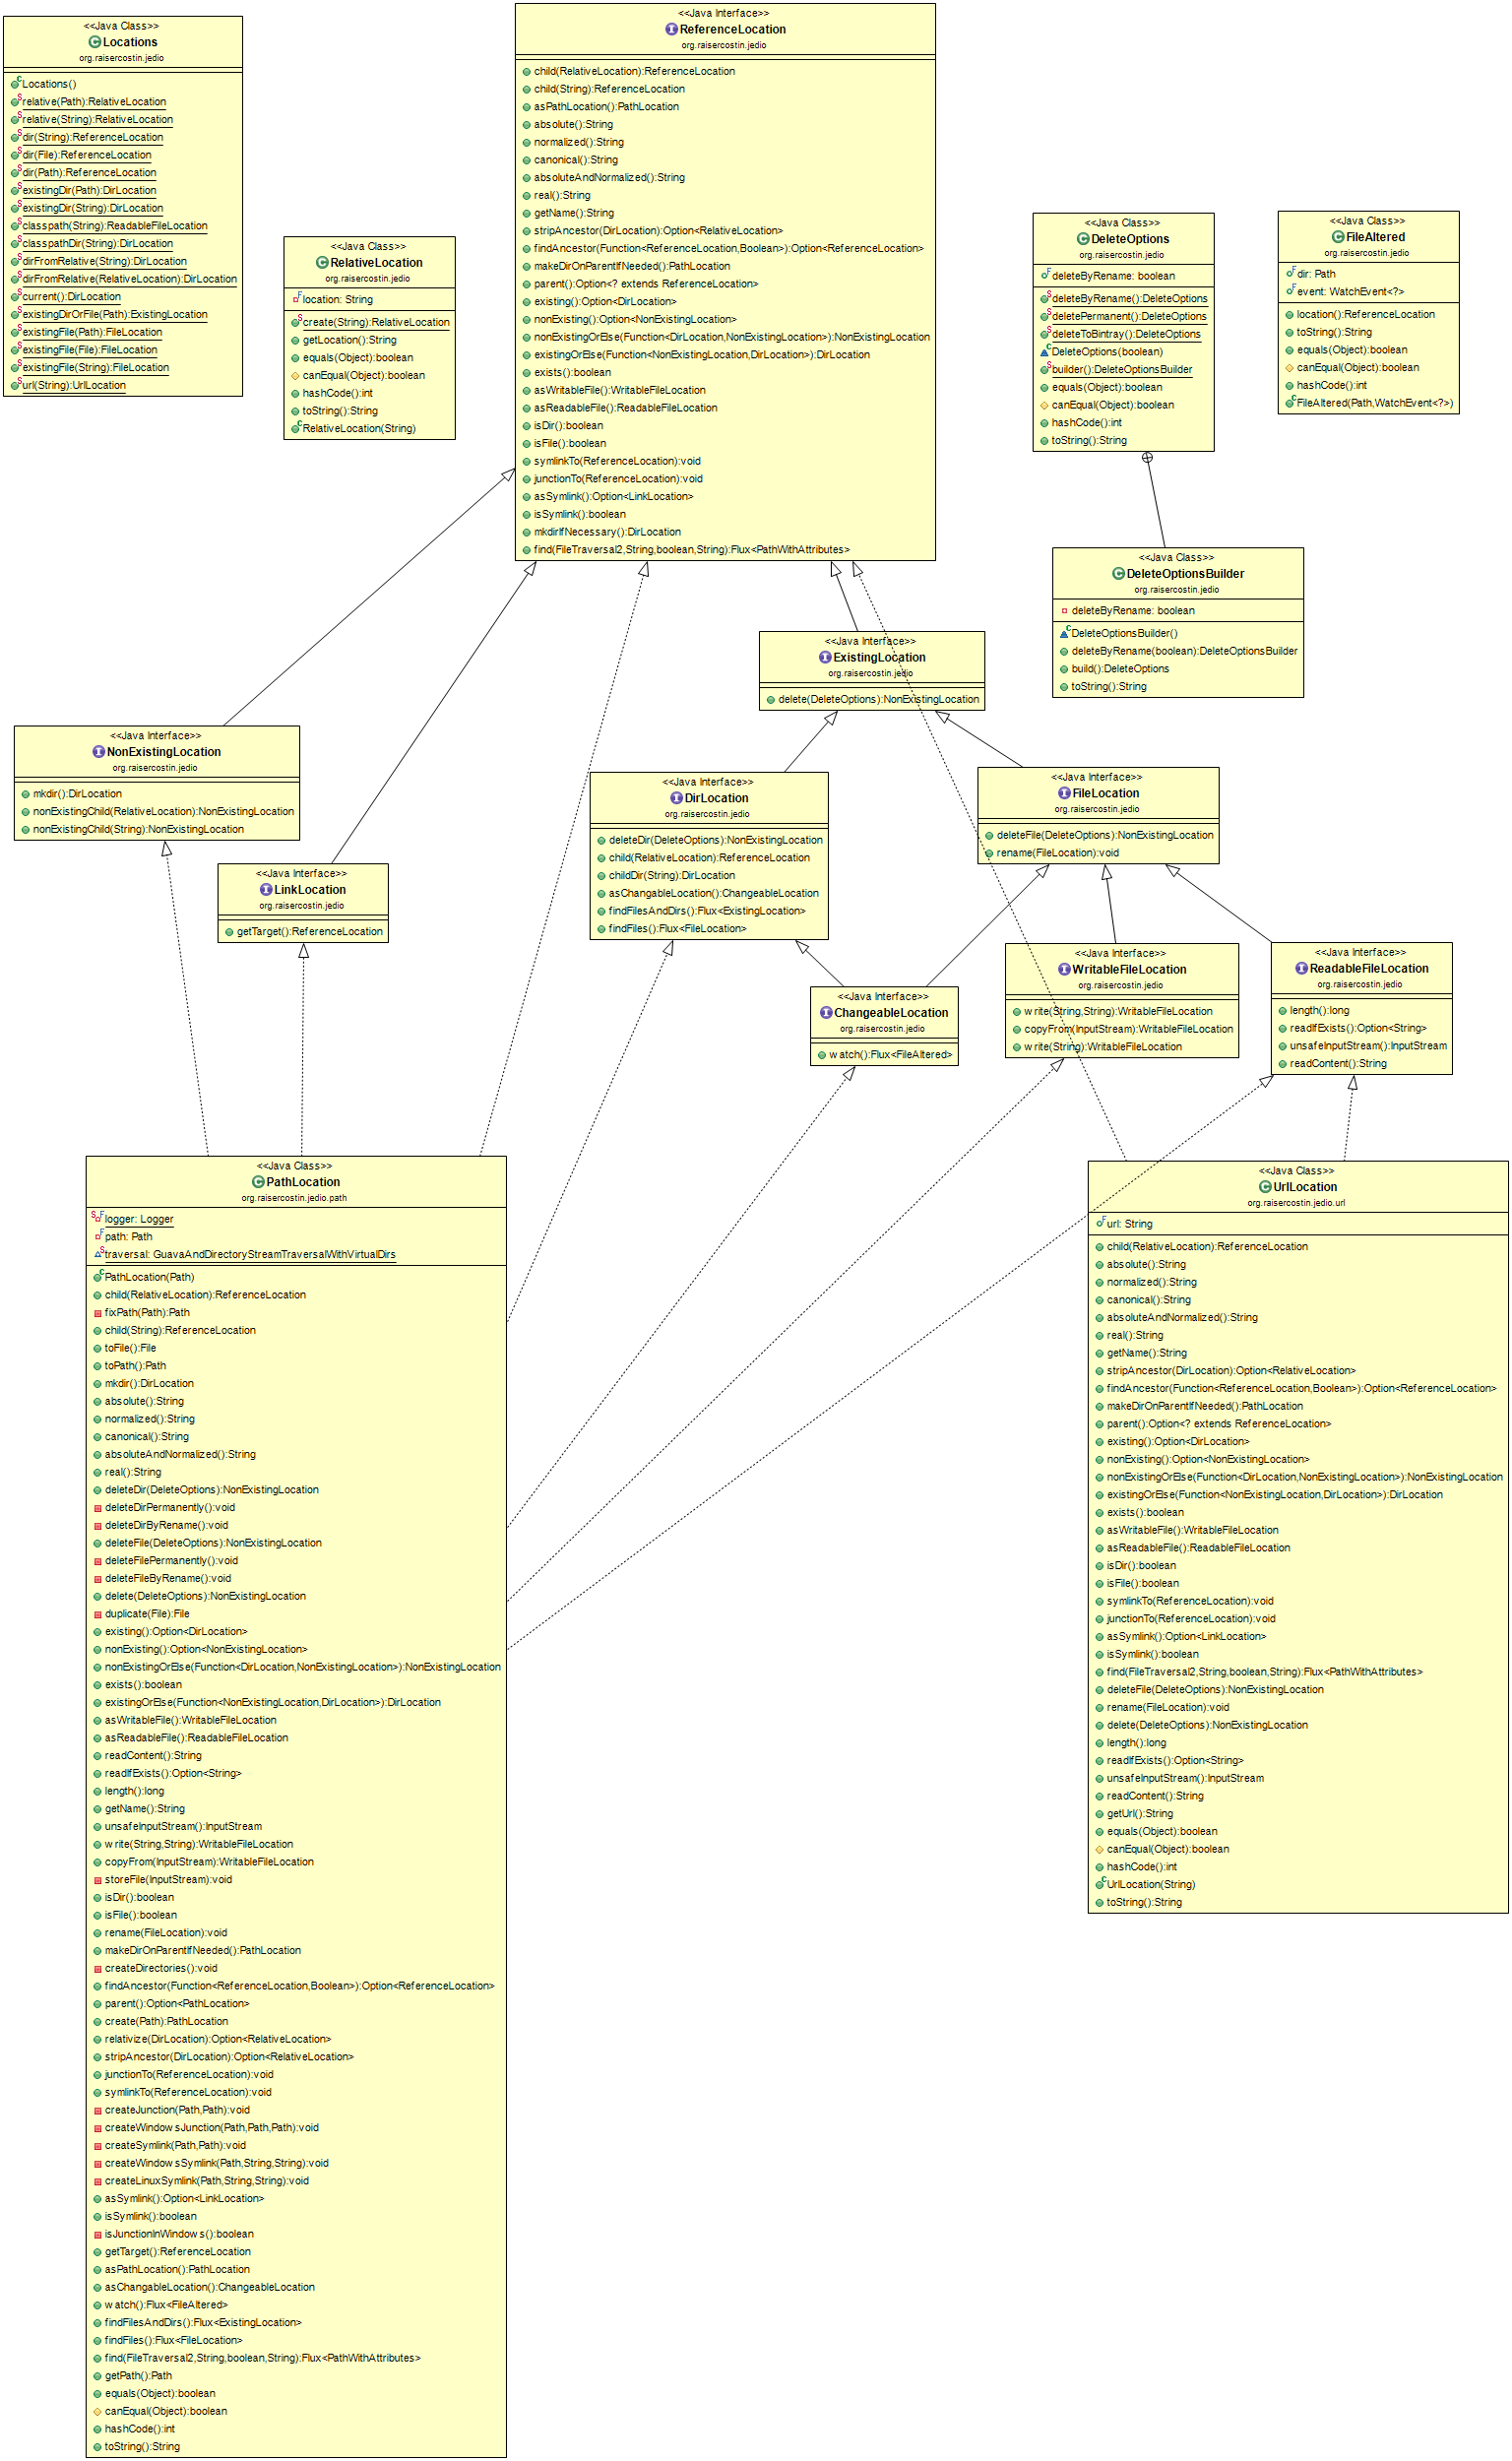 <<Java Class>>
Locations
org.raisercostin.jedio
Locations()
relative(Path):RelativeLocation
relative(String):RelativeLocation
dir(String):ReferenceLocation
dir(File):ReferenceLocation
dir(Path):ReferenceLocation
existingDir(Path):DirLocation
existingDir(String):DirLocation
classpath(String):ReadableFileLocation
classpathDir(String):DirLocation
dirFromRelative(String):DirLocation
dirFromRelative(RelativeLocation):DirLocation
current():DirLocation
existingDirOrFile(Path):ExistingLocation
existingFile(Path):FileLocation
existingFile(File):FileLocation
existingFile(String):FileLocation
url(String):UrlLocation
<<Java Class>>
RelativeLocation
org.raisercostin.jedio
location: String
create(String):RelativeLocation
getLocation():String
equals(Object):boolean
canEqual(Object):boolean
hashCode():int
toString():String
RelativeLocation(String)
<<Java Interface>>
ReferenceLocation
org.raisercostin.jedio
child(RelativeLocation):ReferenceLocation
child(String):ReferenceLocation
asPathLocation():PathLocation
absolute():String
normalized():String
canonical():String
absoluteAndNormalized():String
real():String
getName():String
stripAncestor(DirLocation):Option<RelativeLocation>
findAncestor(Function<ReferenceLocation,Boolean>):Option<ReferenceLocation>
makeDirOnParentIfNeeded():PathLocation
parent():Option<? extends ReferenceLocation>
existing():Option<DirLocation>
nonExisting():Option<NonExistingLocation>
nonExistingOrElse(Function<DirLocation,NonExistingLocation>):NonExistingLocation
existingOrElse(Function<NonExistingLocation,DirLocation>):DirLocation
exists():boolean
asWritableFile():WritableFileLocation
asReadableFile():ReadableFileLocation
isDir():boolean
isFile():boolean
symlinkTo(ReferenceLocation):void
junctionTo(ReferenceLocation):void
asSymlink():Option<LinkLocation>
isSymlink():boolean
mkdirIfNecessary():DirLocation
find(FileTraversal2,String,boolean,String):Flux<PathWithAttributes>
<<Java Class>>
DeleteOptions
org.raisercostin.jedio
deleteByRename: boolean
deleteByRename():DeleteOptions
deletePermanent():DeleteOptions
deleteToBintray():DeleteOptions
DeleteOptions(boolean)
builder():DeleteOptionsBuilder
equals(Object):boolean
canEqual(Object):boolean
hashCode():int
toString():String
<<Java Class>>
FileAltered
org.raisercostin.jedio
dir: Path
event: WatchEvent<?>
location():ReferenceLocation
toString():String
equals(Object):boolean
canEqual(Object):boolean
hashCode():int
FileAltered(Path,WatchEvent<?>)
<<Java Class>>
DeleteOptionsBuilder
org.raisercostin.jedio
deleteByRename: boolean
DeleteOptionsBuilder()
deleteByRename(boolean):DeleteOptionsBuilder
build():DeleteOptions
toString():String
<<Java Interface>>
ExistingLocation
org.raisercostin.jedio
delete(DeleteOptions):NonExistingLocation
<<Java Interface>>
NonExistingLocation
org.raisercostin.jedio
mkdir():DirLocation
nonExistingChild(RelativeLocation):NonExistingLocation
nonExistingChild(String):NonExistingLocation
<<Java Interface>>
LinkLocation
org.raisercostin.jedio
getTarget():ReferenceLocation
<<Java Interface>>
DirLocation
org.raisercostin.jedio
deleteDir(DeleteOptions):NonExistingLocation
child(RelativeLocation):ReferenceLocation
childDir(String):DirLocation
asChangableLocation():ChangeableLocation
findFilesAndDirs():Flux<ExistingLocation>
findFiles():Flux<FileLocation>
<<Java Interface>>
FileLocation
org.raisercostin.jedio
deleteFile(DeleteOptions):NonExistingLocation
rename(FileLocation):void
<<Java Interface>>
ChangeableLocation
org.raisercostin.jedio
watch():Flux<FileAltered>
<<Java Interface>>
WritableFileLocation
org.raisercostin.jedio
write(String,String):WritableFileLocation
copyFrom(InputStream):WritableFileLocation
write(String):WritableFileLocation
<<Java Interface>>
ReadableFileLocation
org.raisercostin.jedio
length():long
readIfExists():Option<String>
unsafeInputStream():InputStream
readContent():String
<<Java Class>>
PathLocation
org.raisercostin.jedio.path
logger: Logger
path: Path
traversal: GuavaAndDirectoryStreamTraversalWithVirtualDirs
PathLocation(Path)
child(RelativeLocation):ReferenceLocation
fixPath(Path):Path
child(String):ReferenceLocation
toFile():File
toPath():Path
mkdir():DirLocation
absolute():String
normalized():String
canonical():String
absoluteAndNormalized():String
real():String
deleteDir(DeleteOptions):NonExistingLocation
deleteDirPermanently():void
deleteDirByRename():void
deleteFile(DeleteOptions):NonExistingLocation
deleteFilePermanently():void
deleteFileByRename():void
delete(DeleteOptions):NonExistingLocation
duplicate(File):File
existing():Option<DirLocation>
nonExisting():Option<NonExistingLocation>
nonExistingOrElse(Function<DirLocation,NonExistingLocation>):NonExistingLocation
exists():boolean
existingOrElse(Function<NonExistingLocation,DirLocation>):DirLocation
asWritableFile():WritableFileLocation
asReadableFile():ReadableFileLocation
readContent():String
readIfExists():Option<String>
length():long
getName():String
unsafeInputStream():InputStream
write(String,String):WritableFileLocation
copyFrom(InputStream):WritableFileLocation
storeFile(InputStream):void
isDir():boolean
isFile():boolean
rename(FileLocation):void
makeDirOnParentIfNeeded():PathLocation
createDirectories():void
findAncestor(Function<ReferenceLocation,Boolean>):Option<ReferenceLocation>
parent():Option<PathLocation>
create(Path):PathLocation
relativize(DirLocation):Option<RelativeLocation>
stripAncestor(DirLocation):Option<RelativeLocation>
junctionTo(ReferenceLocation):void
symlinkTo(ReferenceLocation):void
createJunction(Path,Path):void
createWindowsJunction(Path,Path,Path):void
createSymlink(Path,Path):void
createWindowsSymlink(Path,String,String):void
createLinuxSymlink(Path,String,String):void
asSymlink():Option<LinkLocation>
isSymlink():boolean
isJunctionInWindows():boolean
getTarget():ReferenceLocation
asPathLocation():PathLocation
asChangableLocation():ChangeableLocation
watch():Flux<FileAltered>
findFilesAndDirs():Flux<ExistingLocation>
findFiles():Flux<FileLocation>
find(FileTraversal2,String,boolean,String):Flux<PathWithAttributes>
getPath():Path
equals(Object):boolean
canEqual(Object):boolean
hashCode():int
toString():String
<<Java Class>>
UrlLocation
org.raisercostin.jedio.url
url: String
child(RelativeLocation):ReferenceLocation
absolute():String
normalized():String
canonical():String
absoluteAndNormalized():String
real():String
getName():String
stripAncestor(DirLocation):Option<RelativeLocation>
findAncestor(Function<ReferenceLocation,Boolean>):Option<ReferenceLocation>
makeDirOnParentIfNeeded():PathLocation
parent():Option<? extends ReferenceLocation>
existing():Option<DirLocation>
nonExisting():Option<NonExistingLocation>
nonExistingOrElse(Function<DirLocation,NonExistingLocation>):NonExistingLocation
existingOrElse(Function<NonExistingLocation,DirLocation>):DirLocation
exists():boolean
asWritableFile():WritableFileLocation
asReadableFile():ReadableFileLocation
isDir():boolean
isFile():boolean
symlinkTo(ReferenceLocation):void
junctionTo(ReferenceLocation):void
asSymlink():Option<LinkLocation>
isSymlink():boolean
find(FileTraversal2,String,boolean,String):Flux<PathWithAttributes>
deleteFile(DeleteOptions):NonExistingLocation
rename(FileLocation):void
delete(DeleteOptions):NonExistingLocation
length():long
readIfExists():Option<String>
unsafeInputStream():InputStream
readContent():String
getUrl():String
equals(Object):boolean
canEqual(Object):boolean
hashCode():int
UrlLocation(String)
toString():String